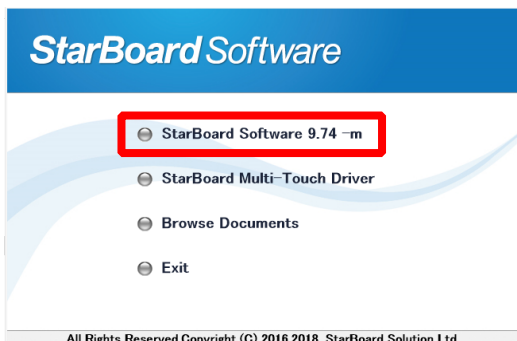 StarBoard Software
StarBoard Software 9.74 -m
StarBoard Multi-Touch Driver
Browse Documents
Exit
All Rights Reserved Copyright (C) 2016,2018, StarBoard Solution Ltd.